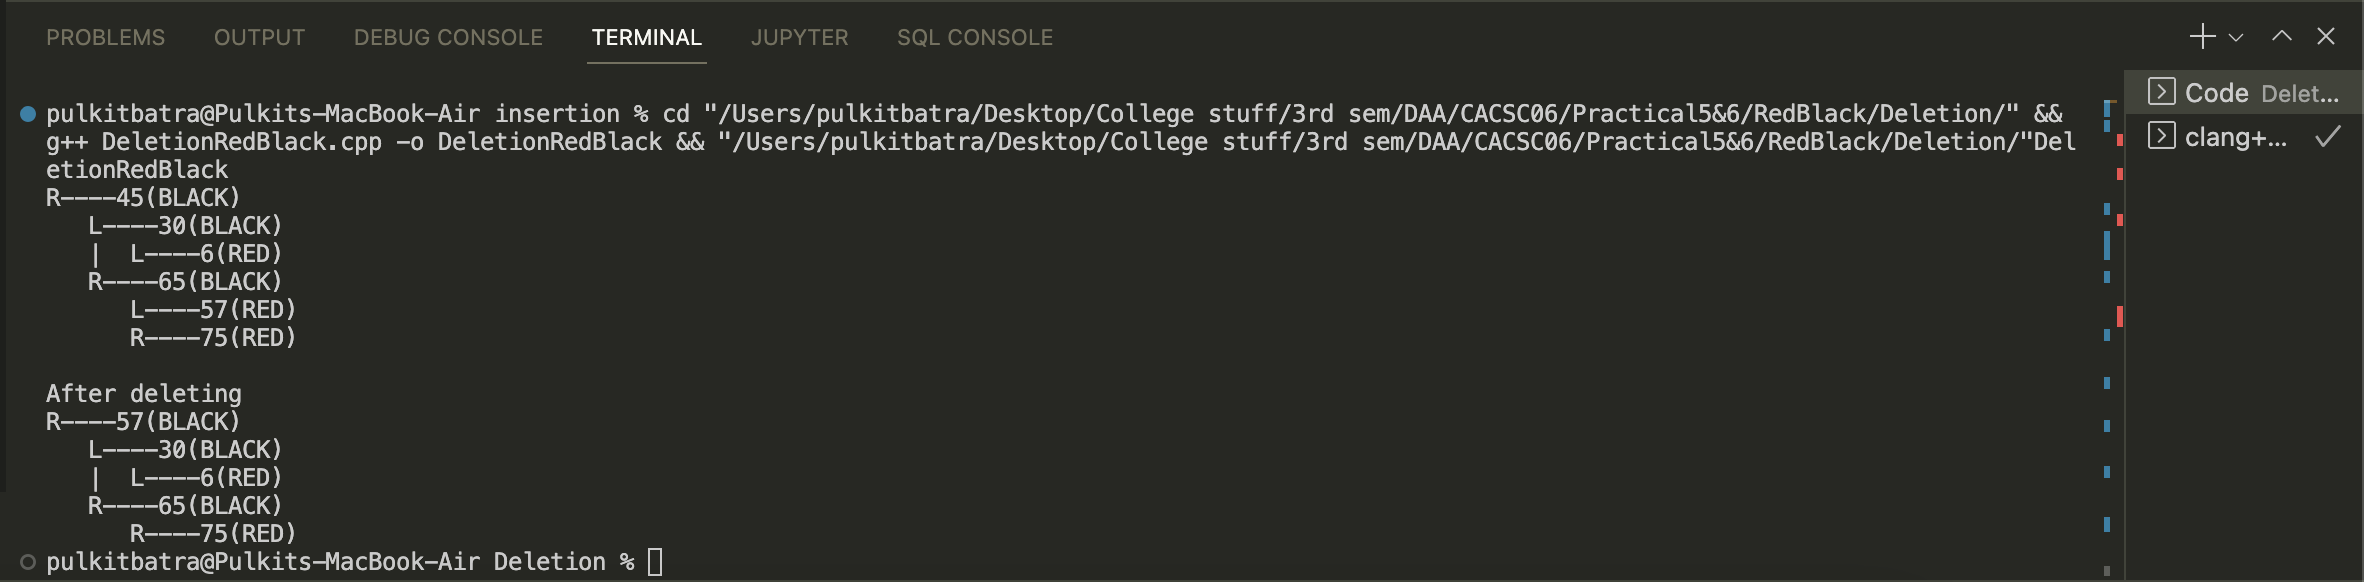 PROBLEMS OUTPUT DEBUG CONSOLE TERMINAL JUPYTER SQL CONSOLE
pulkitbatra@Pulkits-MacBook-Air insertion % cd "/Users/pulkitbatra/Desktop/College stuff/3rd sem/DAA/CACSC06/Practical5&6/RedBlack/Deletion/" &&
g++ DeletionRedBlack.cpp -o DeletionRedBlack && "/Users/pulkitbatra/Desktop/College stuff/3rd sem/DAA/CACSC06/Practical5&6/RedBlack/Deletion/"Del
etionRedBlack
R----45(BLACK)
   L----30(BLACK)
   |  L----6(RED)
   R----65(BLACK)
      L----57(RED)
      R----75(RED)

After deleting
R----57(BLACK)
   L----30(BLACK)
   |  L----6(RED)
   R----65(BLACK)
      R----75(RED)
pulkitbatra@Pulkits-MacBook-Air Deletion %
Code Delet...
clang+...